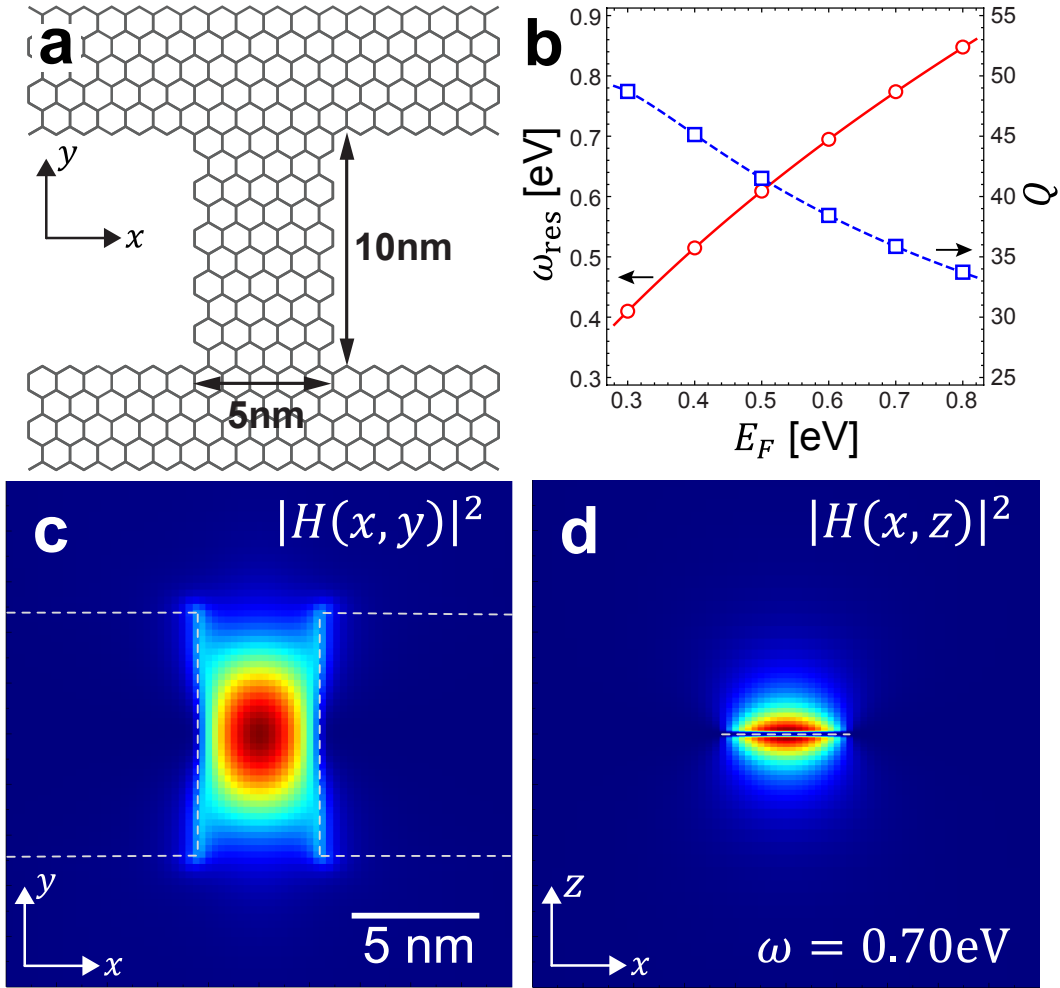 a
y
x
10nm
5nm
b
0.9
0.8
0.7
0.6
0.5
0.4
0.3
ω_res [eV]
55
50
45
40
35
30
25
Q
0.3 0.4 0.5 0.6 0.7 0.8
E_F [eV]
c
|H(x, y)|²
y
x
5 nm
d
|H(x, z)|²
z
x
ω = 0.70eV